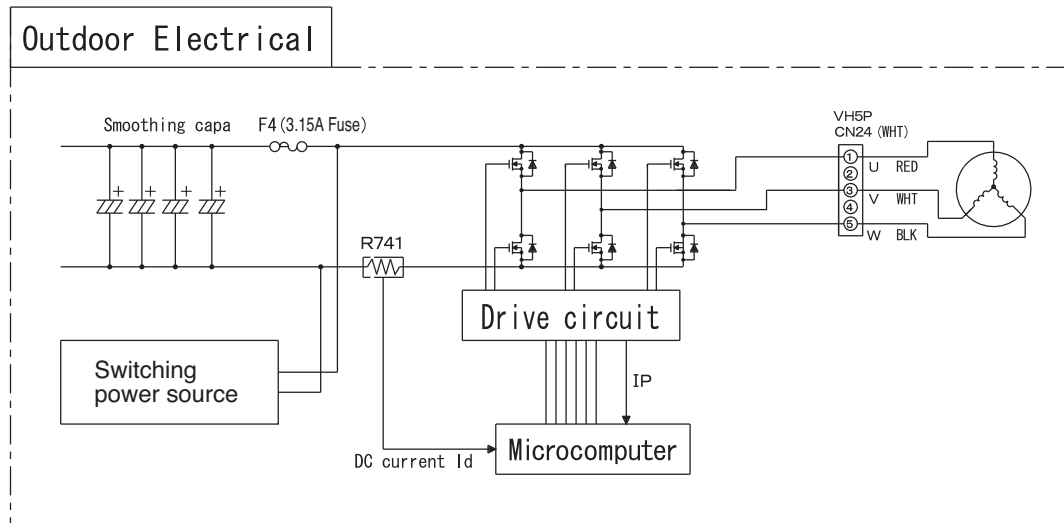 Outdoor Electrical
Smoothing capa
F4 (3.15A Fuse)
VH5P
CN24 (WHT)
1
U RED
2
3
V WHT
4
5
W BLK
+
+
+
+
R741
Drive circuit
Switching
power source
IP
Microcomputer
DC current Id